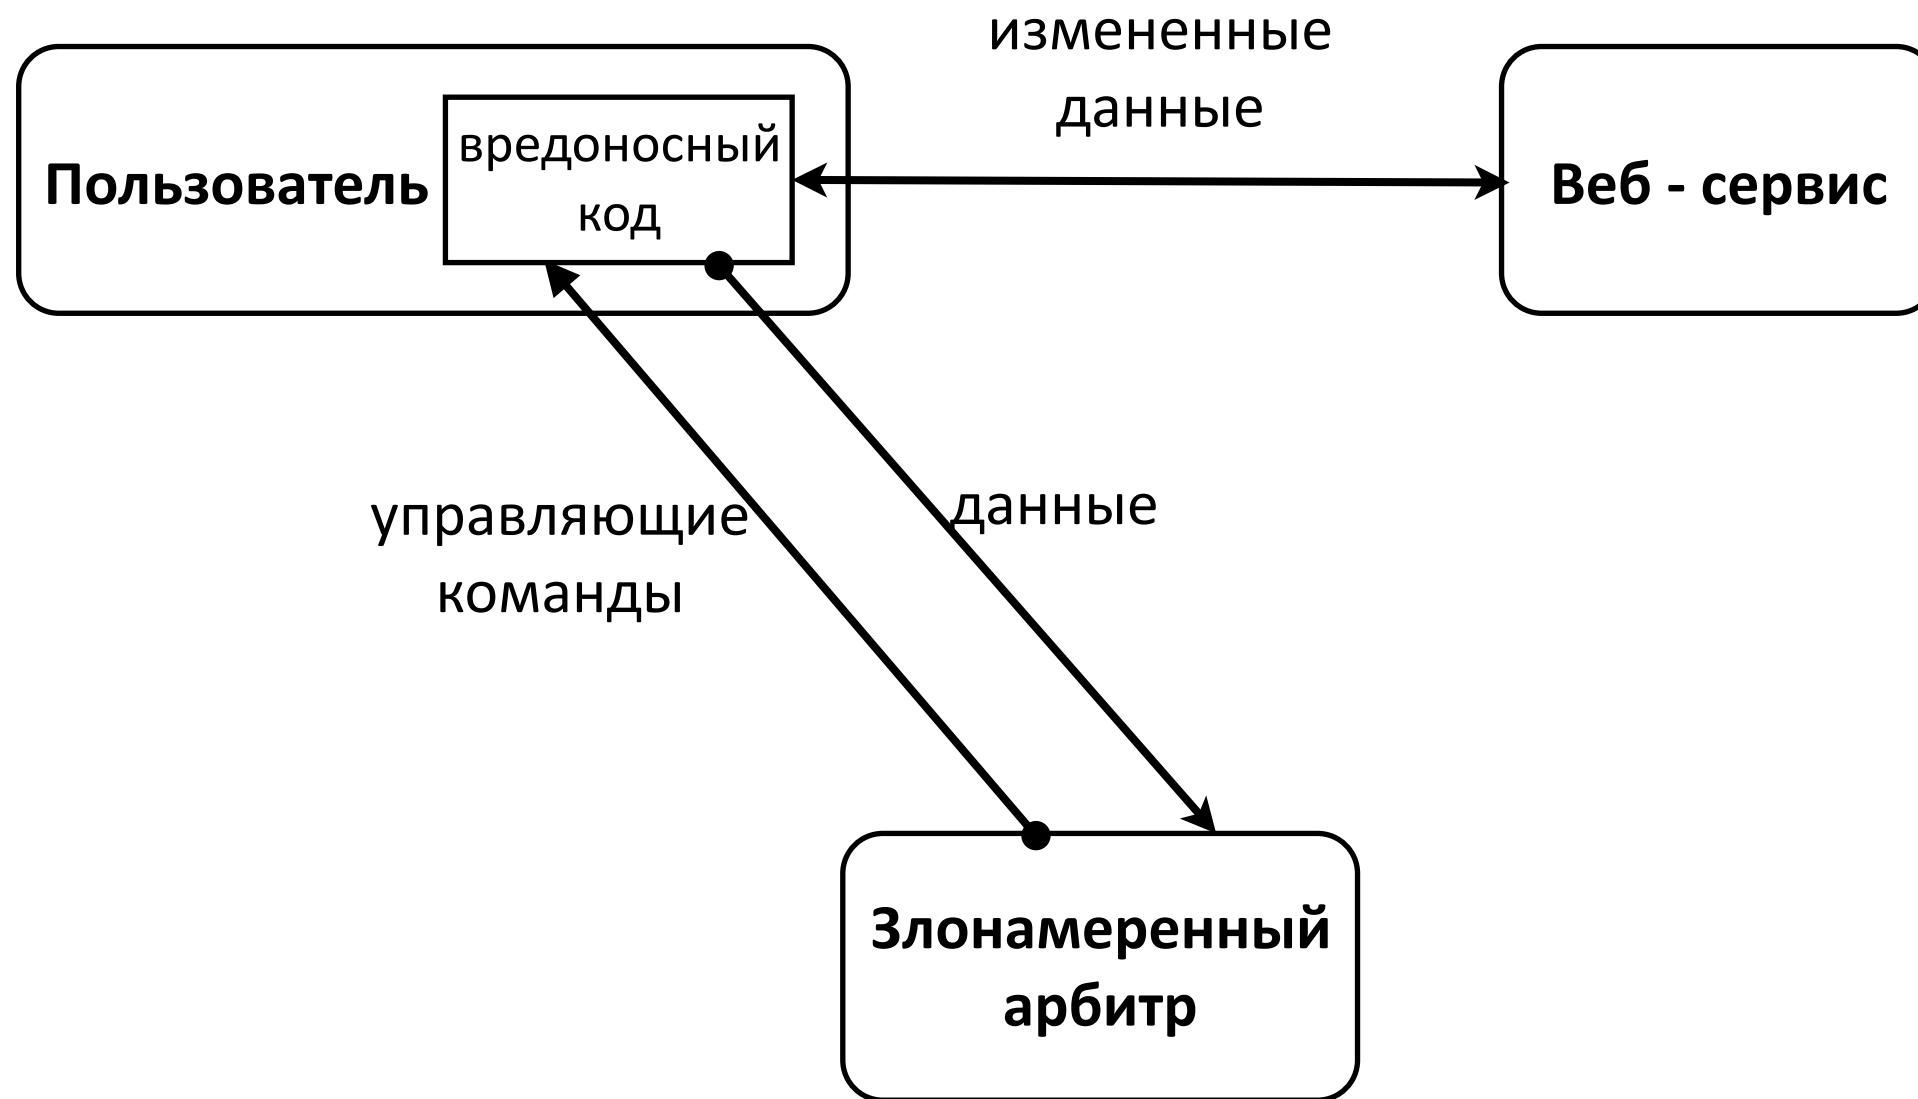 измененные
данные
Пользователь
вредоносный
код
Веб - сервис
управляющие
команды
данные
Злонамеренный
арбитр